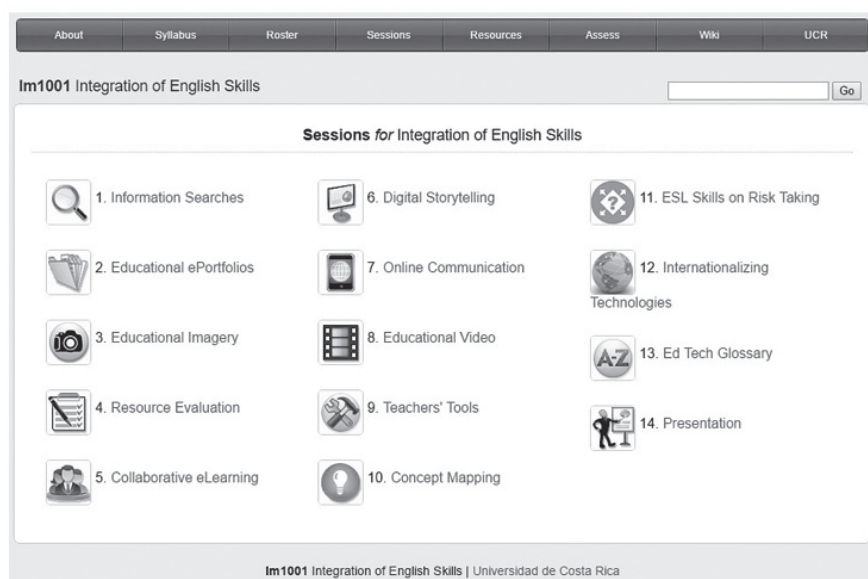 About Syllabus Roster Sessions Resources Assess Wiki UCR
lm1001 Integration of English Skills
Go
Sessions for Integration of English Skills
1. Information Searches
2. Educational ePortfolios
3. Educational Imagery
4. Resource Evaluation
5. Collaborative eLearning
6. Digital Storytelling
7. Online Communication
8. Educational Video
9. Teachers' Tools
10. Concept Mapping
11. ESL Skills on Risk Taking
12. Internationalizing
Technologies
A-Z
13. Ed Tech Glossary
14. Presentation
lm1001 Integration of English Skills | Universidad de Costa Rica